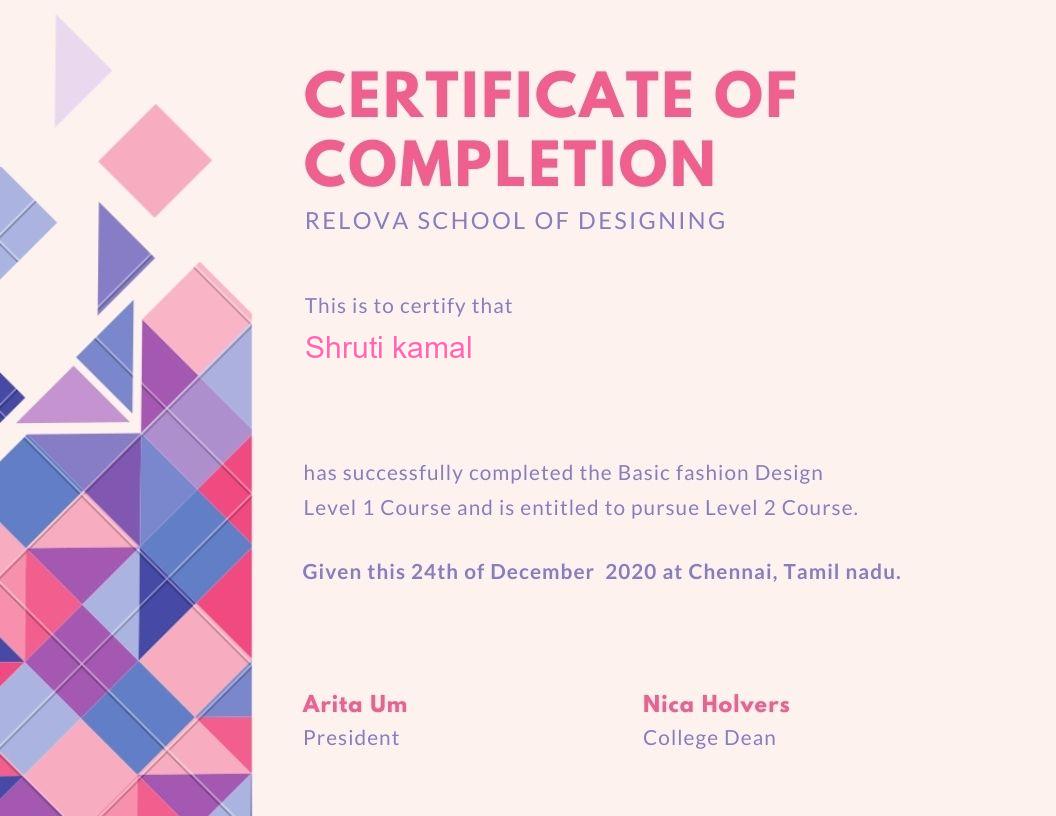 CERTIFICATE OF
COMPLETION
RELOVA SCHOOL OF DESIGNING
This is to certify that
Shruti kamal
has successfully completed the Basic fashion Design
Level 1 Course and is entitled to pursue Level 2 Course.
Given this 24th of December  2020 at Chennai, Tamil nadu.
Arita Um
Nica Holvers
President
College Dean